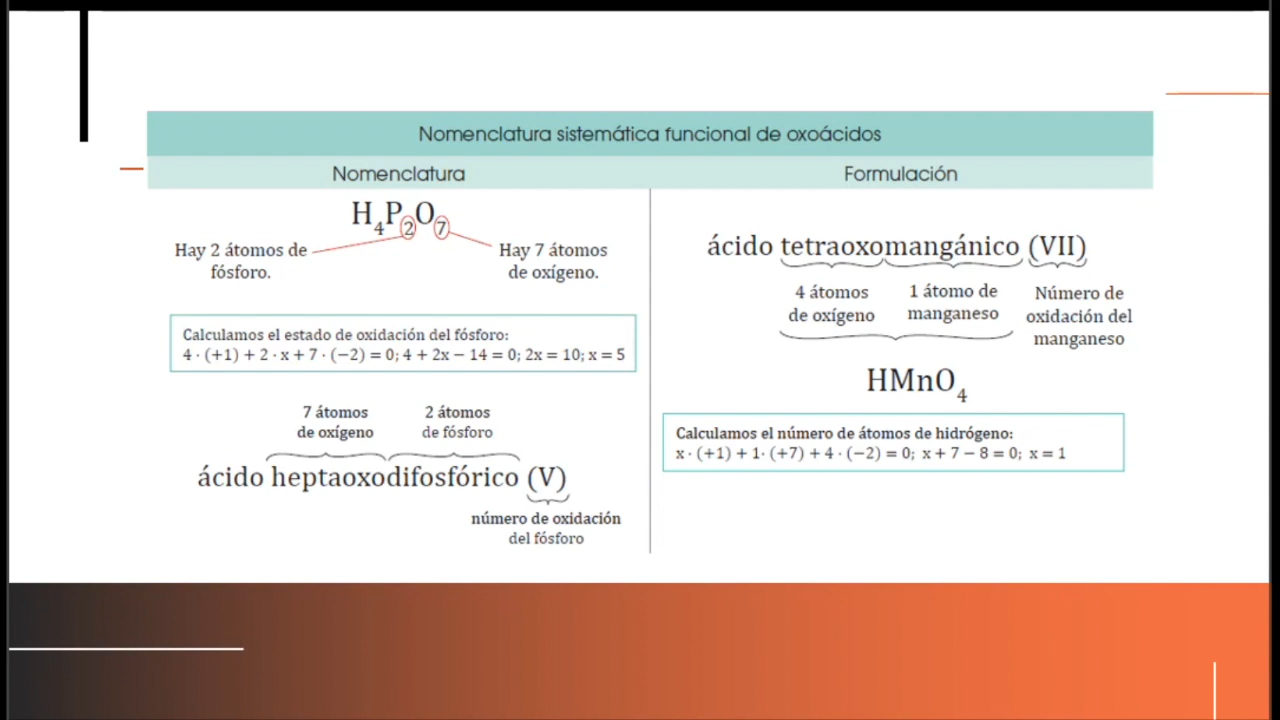 Nomenclatura sistemática funcional de oxoácidos
Nomenclatura
H₄P₂O₇
Hay 2 átomos de
fósforo.
Hay 7 átomos
de oxígeno.
Calculamos el estado de oxidación del fósforo:
4 · (+1) + 2 · x + 7 · (−2) = 0; 4 + 2x − 14 = 0; 2x = 10; x = 5
7 átomos
de oxígeno
2 átomos
de fósforo
ácido heptaoxodifosfórico (V)
número de oxidación
del fósforo
Formulación
ácido tetraoxomangánico (VII)
4 átomos
de oxígeno
1 átomo de
manganeso
Número de
oxidación del
manganeso
HMnO₄
Calculamos el número de átomos de hidrógeno:
x · (+1) + 1· (+7) + 4 · (−2) = 0; x + 7 − 8 = 0; x = 1